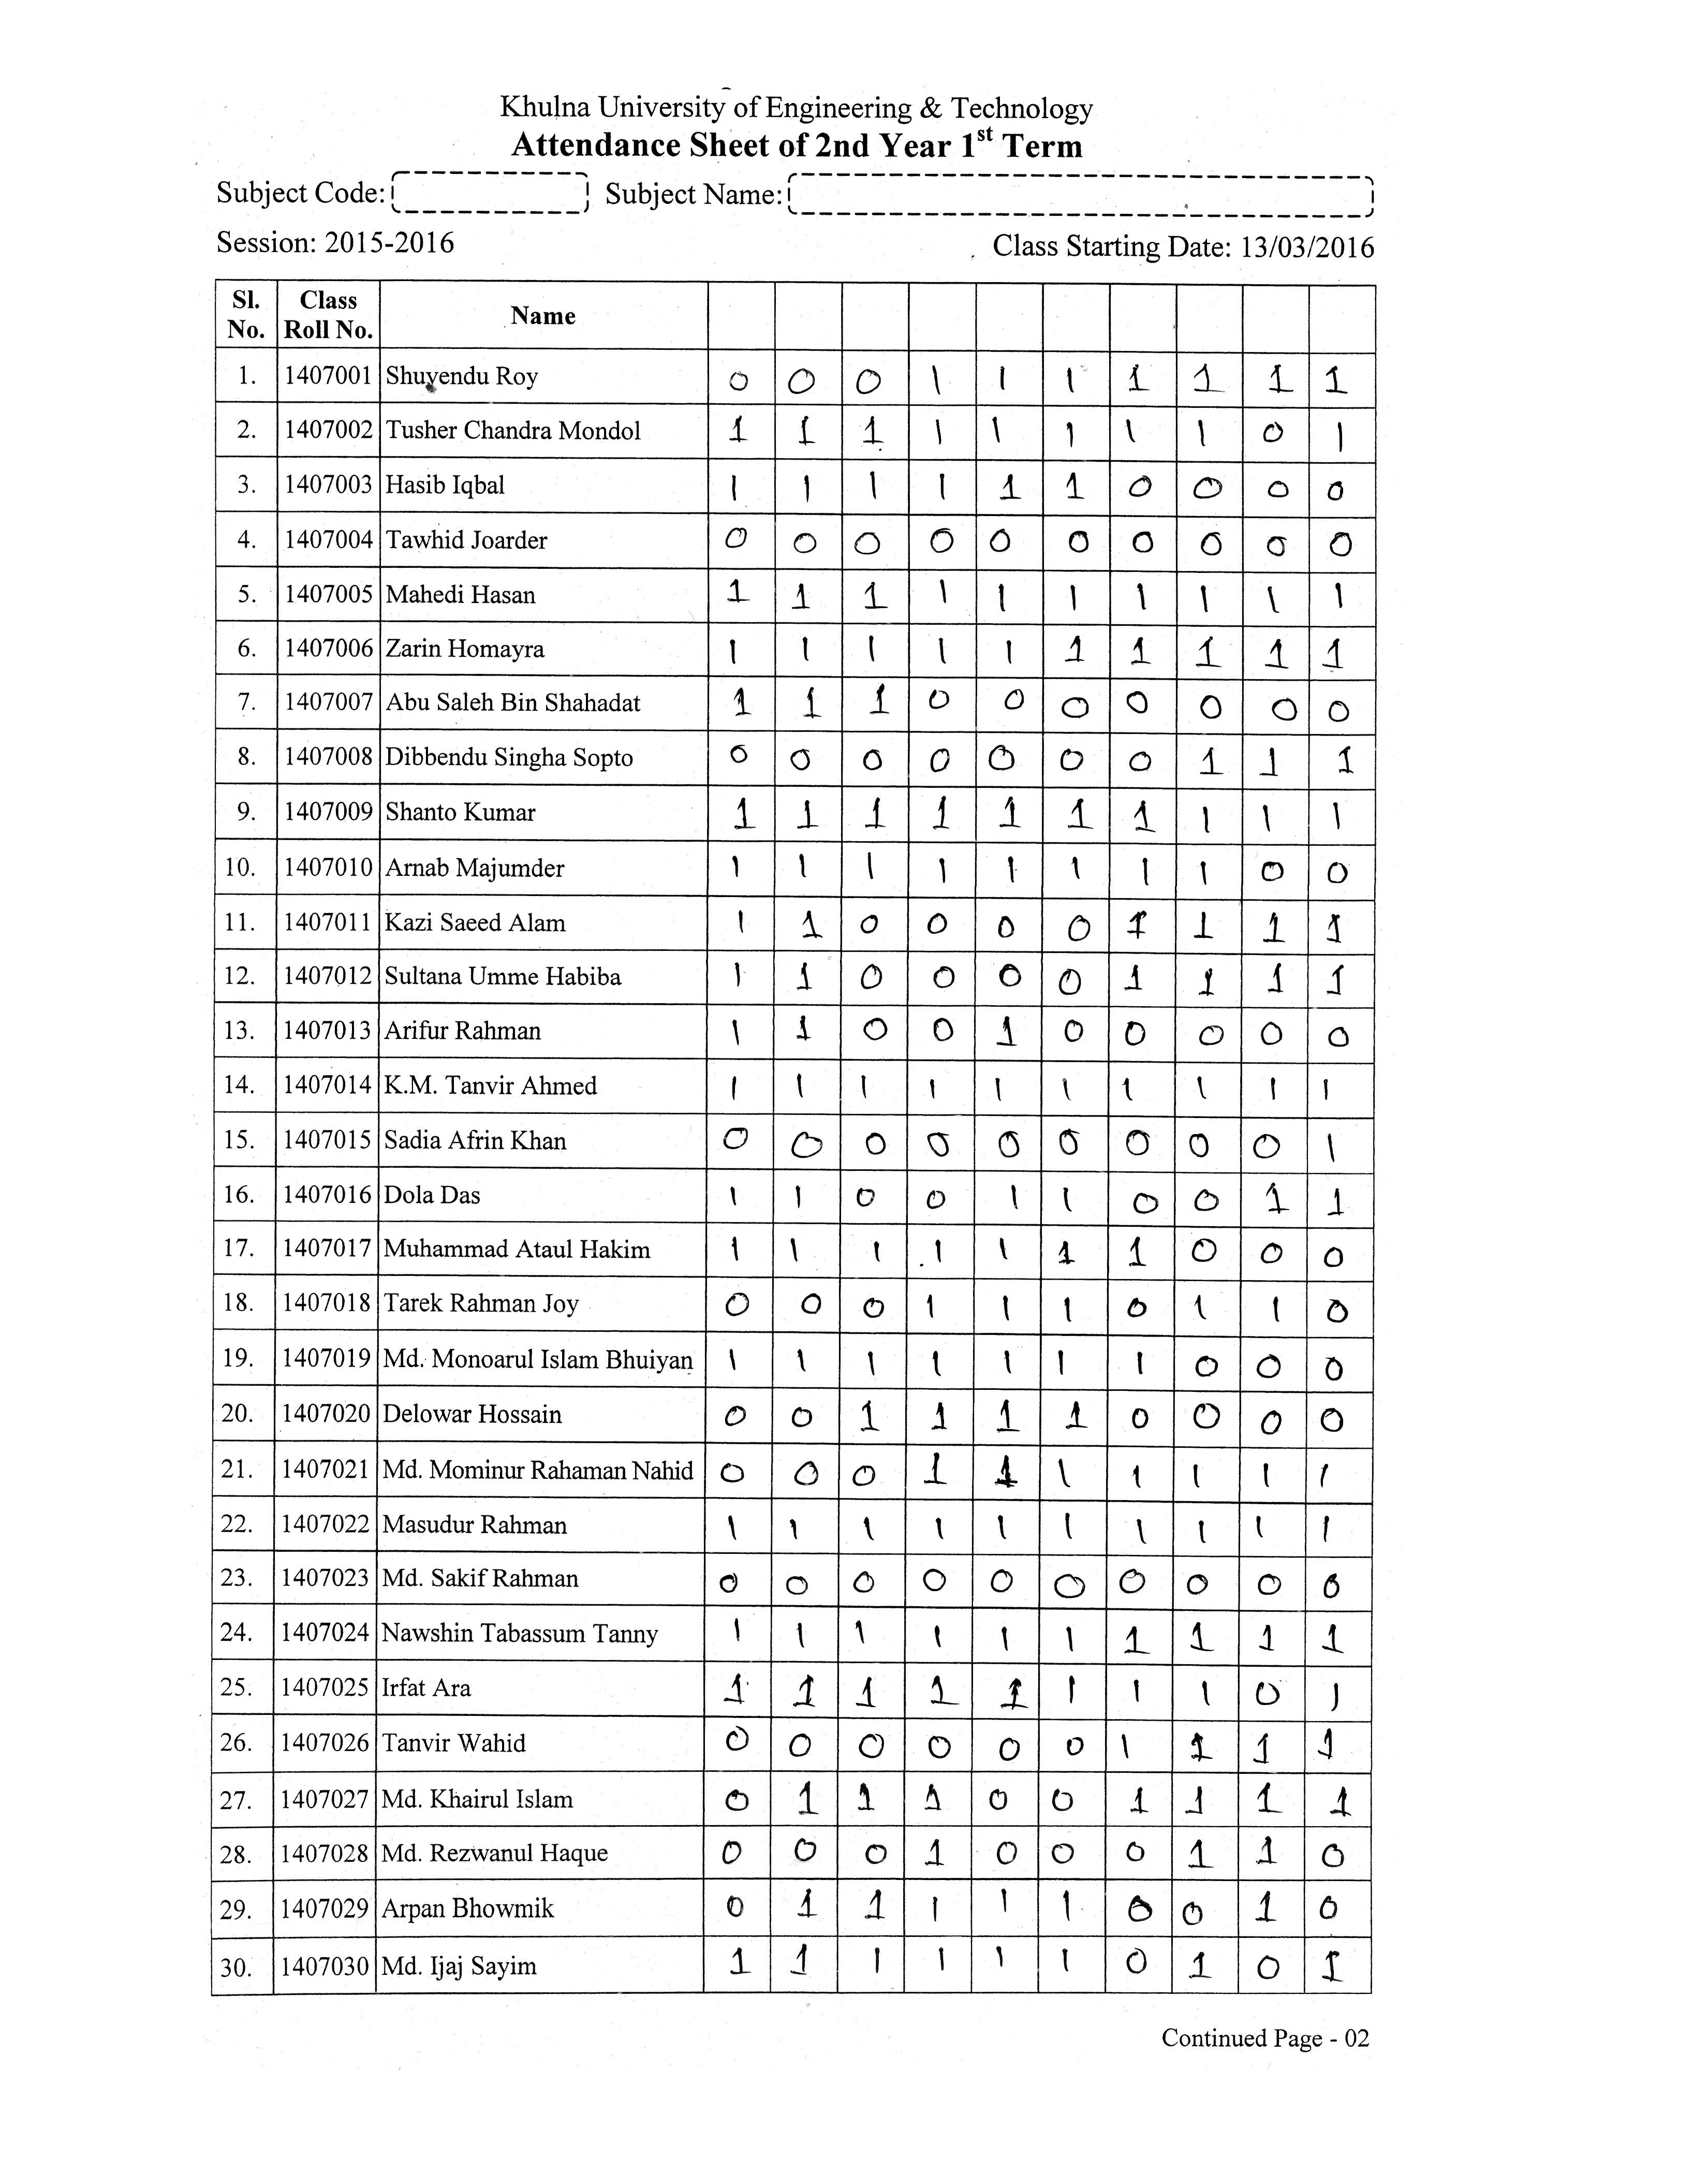 Khulna University of Engineering & Technology
Attendance Sheet of 2nd Year 1st Term
Subject Code: Subject Name:
Session: 2015-2016 Class Starting Date: 13/03/2016
Sl. No. Class Roll No. Name
1. 1407001 Shuvendu Roy 0 0 0 1 1 1 1 1 1 1
2. 1407002 Tusher Chandra Mondol 1 1 1 1 1 1 1 1 0 1
3. 1407003 Hasib Iqbal 1 1 1 1 1 1 0 0 0 0
4. 1407004 Tawhid Joarder 0 0 0 0 0 0 0 0 0 0
5. 1407005 Mahedi Hasan 1 1 1 1 1 1 1 1 1 1
6. 1407006 Zarin Homayra 1 1 1 1 1 1 1 1 1 1
7. 1407007 Abu Saleh Bin Shahadat 1 1 1 0 0 0 0 0 0 0
8. 1407008 Dibbendu Singha Sopto 0 0 0 0 0 0 0 1 1 1
9. 1407009 Shanto Kumar 1 1 1 1 1 1 1 1 1 1
10. 1407010 Arnab Majumder 1 1 1 1 1 1 1 1 0 0
11. 1407011 Kazi Saeed Alam 1 1 0 0 0 0 1 1 1 1
12. 1407012 Sultana Umme Habiba 1 1 0 0 0 0 1 1 1 1
13. 1407013 Arifur Rahman 1 1 0 0 1 0 0 0 0 0
14. 1407014 K.M. Tanvir Ahmed 1 1 1 1 1 1 1 1 1 1
15. 1407015 Sadia Afrin Khan 0 0 0 0 0 0 0 0 0 1
16. 1407016 Dola Das 1 1 0 0 1 1 0 0 1 1
17. 1407017 Muhammad Ataul Hakim 1 1 1 1 1 1 1 0 0 0
18. 1407018 Tarek Rahman Joy 0 0 0 1 1 1 0 1 1 0
19. 1407019 Md. Monoarul Islam Bhuiyan 1 1 1 1 1 1 1 0 0 0
20. 1407020 Delowar Hossain 0 0 1 1 1 1 0 0 0 0
21. 1407021 Md. Mominur Rahaman Nahid 0 0 0 1 1 1 1 1 1 1
22. 1407022 Masudur Rahman 1 1 1 1 1 1 1 1 1 1
23. 1407023 Md. Sakif Rahman 0 0 0 0 0 0 0 0 0 0
24. 1407024 Nawshin Tabassum Tanny 1 1 1 1 1 1 1 1 1 1
25. 1407025 Irfat Ara 1 1 1 1 1 1 1 1 0 1
26. 1407026 Tanvir Wahid 0 0 0 0 0 0 1 1 1 1
27. 1407027 Md. Khairul Islam 0 1 1 1 0 0 1 1 1 1
28. 1407028 Md. Rezwanul Haque 0 0 0 1 0 0 0 1 1 0
29. 1407029 Arpan Bhowmik 0 1 1 1 1 1 0 0 1 0
30. 1407030 Md. Ijaj Sayim 1 1 1 1 1 1 0 1 0 1
Continued Page - 02